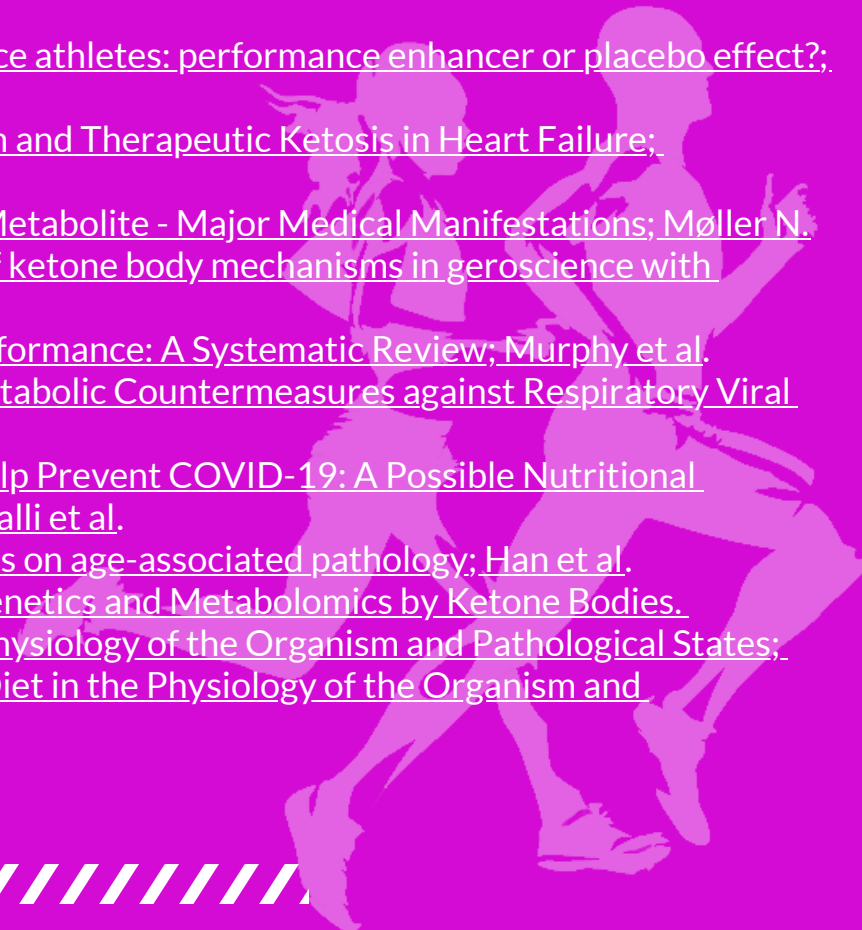 ce athletes: performance enhancer or placebo effect?;
and Therapeutic Ketosis in Heart Failure;
Metabolite - Major Medical Manifestations; Møller N.
ketone body mechanisms in geroscience with
formance: A Systematic Review; Murphy et al.
tabolic Countermeasures against Respiratory Viral
lp Prevent COVID-19: A Possible Nutritional
alli et al.
s on age-associated pathology; Han et al.
enetics and Metabolomics by Ketone Bodies.
hysiology of the Organism and Pathological States;
Diet in the Physiology of the Organism and